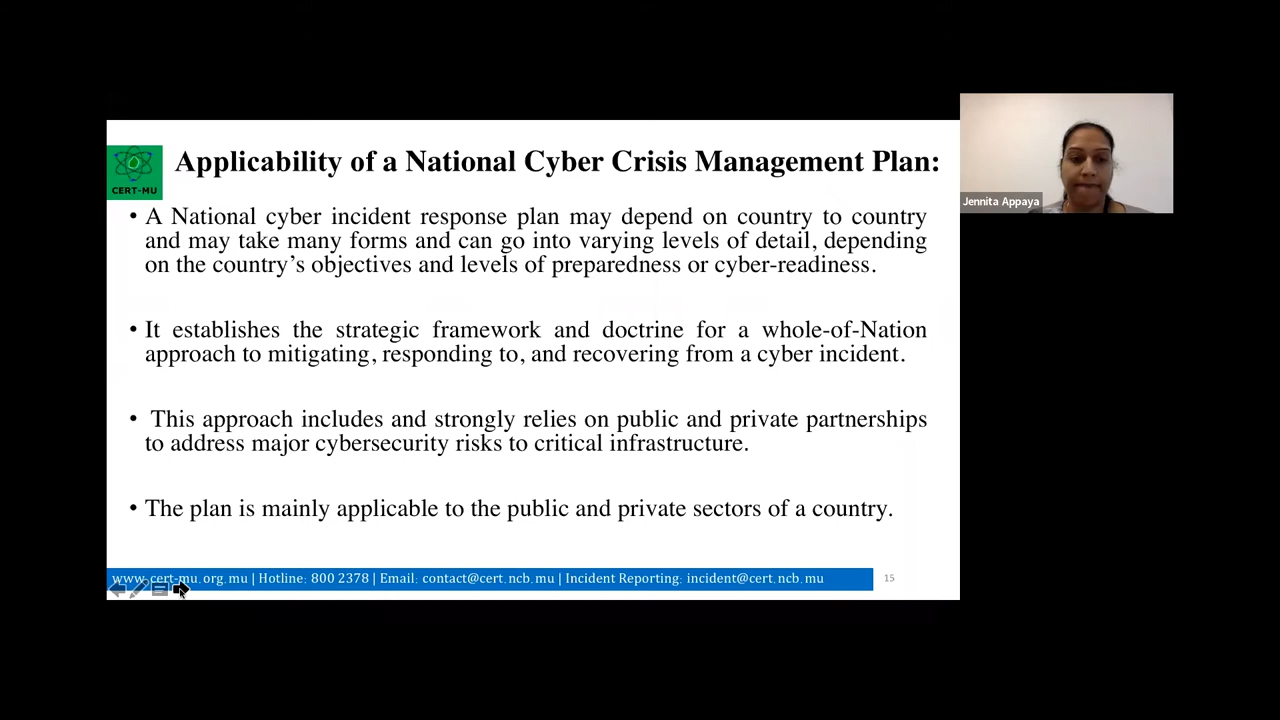 Applicability of a National Cyber Crisis Management Plan:
CERT-MU
• A National cyber incident response plan may depend on country to country
and may take many forms and can go into varying levels of detail, depending
on the country’s objectives and levels of preparedness or cyber-readiness.
• It establishes the strategic framework and doctrine for a whole-of-Nation
approach to mitigating, responding to, and recovering from a cyber incident.
• This approach includes and strongly relies on public and private partnerships
to address major cybersecurity risks to critical infrastructure.
• The plan is mainly applicable to the public and private sectors of a country.
www.cert-mu.org.mu | Hotline: 800 2378 | Email: contact@cert.ncb.mu | Incident Reporting: incident@cert.ncb.mu
15
Jennita Appaya